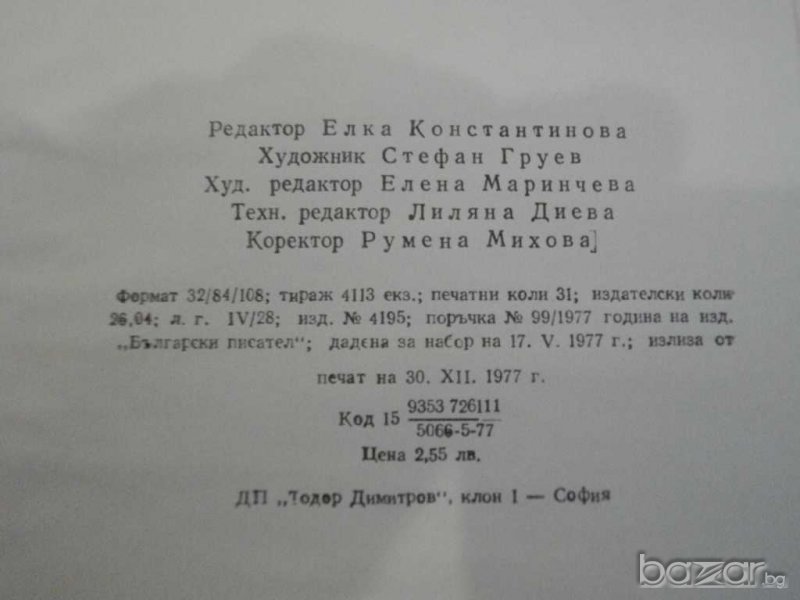 Редактор Елка Константинова
Художник Стефан Груев
Худ. редактор Елена Маринчева
Техн. редактор Лиляна Диева
Коректор Румена Михова
Формат 32/84/108; тираж 4113 екз.; печатни коли 31; издателски коли
26,04; л. г. IV/28; изд. № 4195; поръчка № 99/1977 година на изд.
„Български писател“; дадена за набор на 17. V. 1977 г.; излиза от
печат на 30. XII. 1977 г.
Код 15 9353 726111
5066-5-77
Цена 2,55 лв.
ДП „Тодор Димитров“, клон I — София
bazar.bg